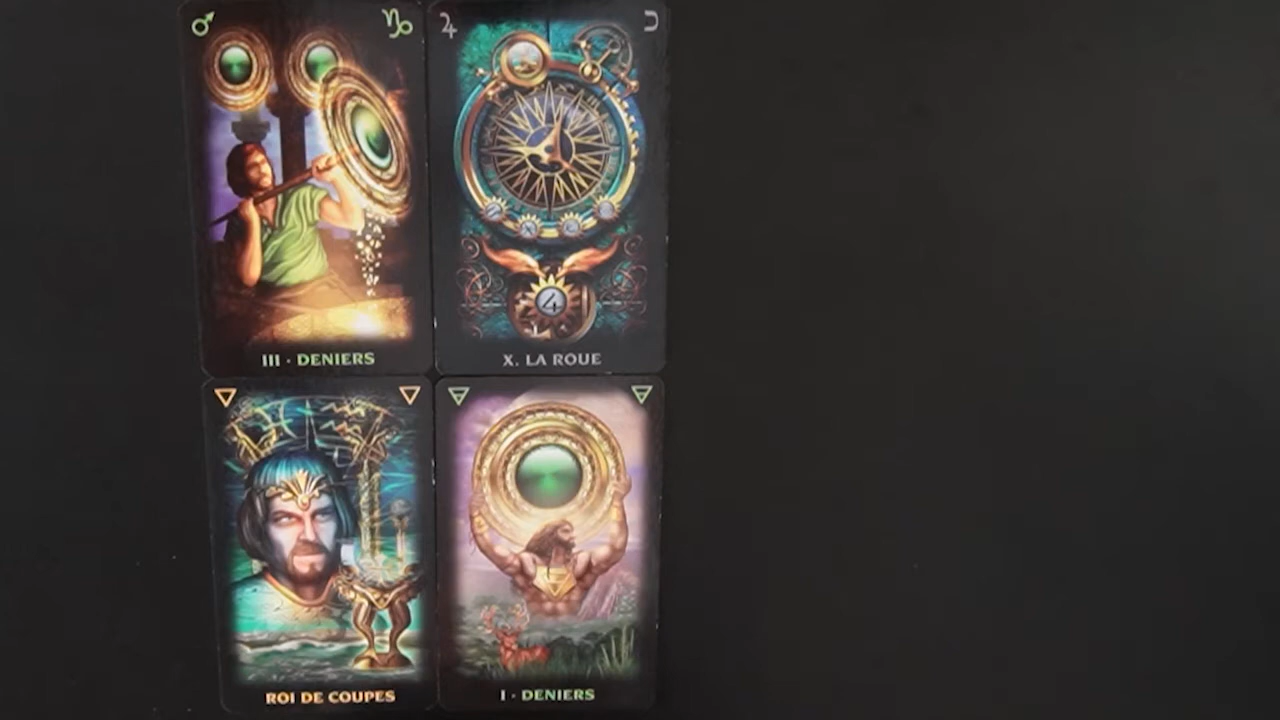 III · DENIERS
X. LA ROUE
ROI DE COUPES
I · DENIERS